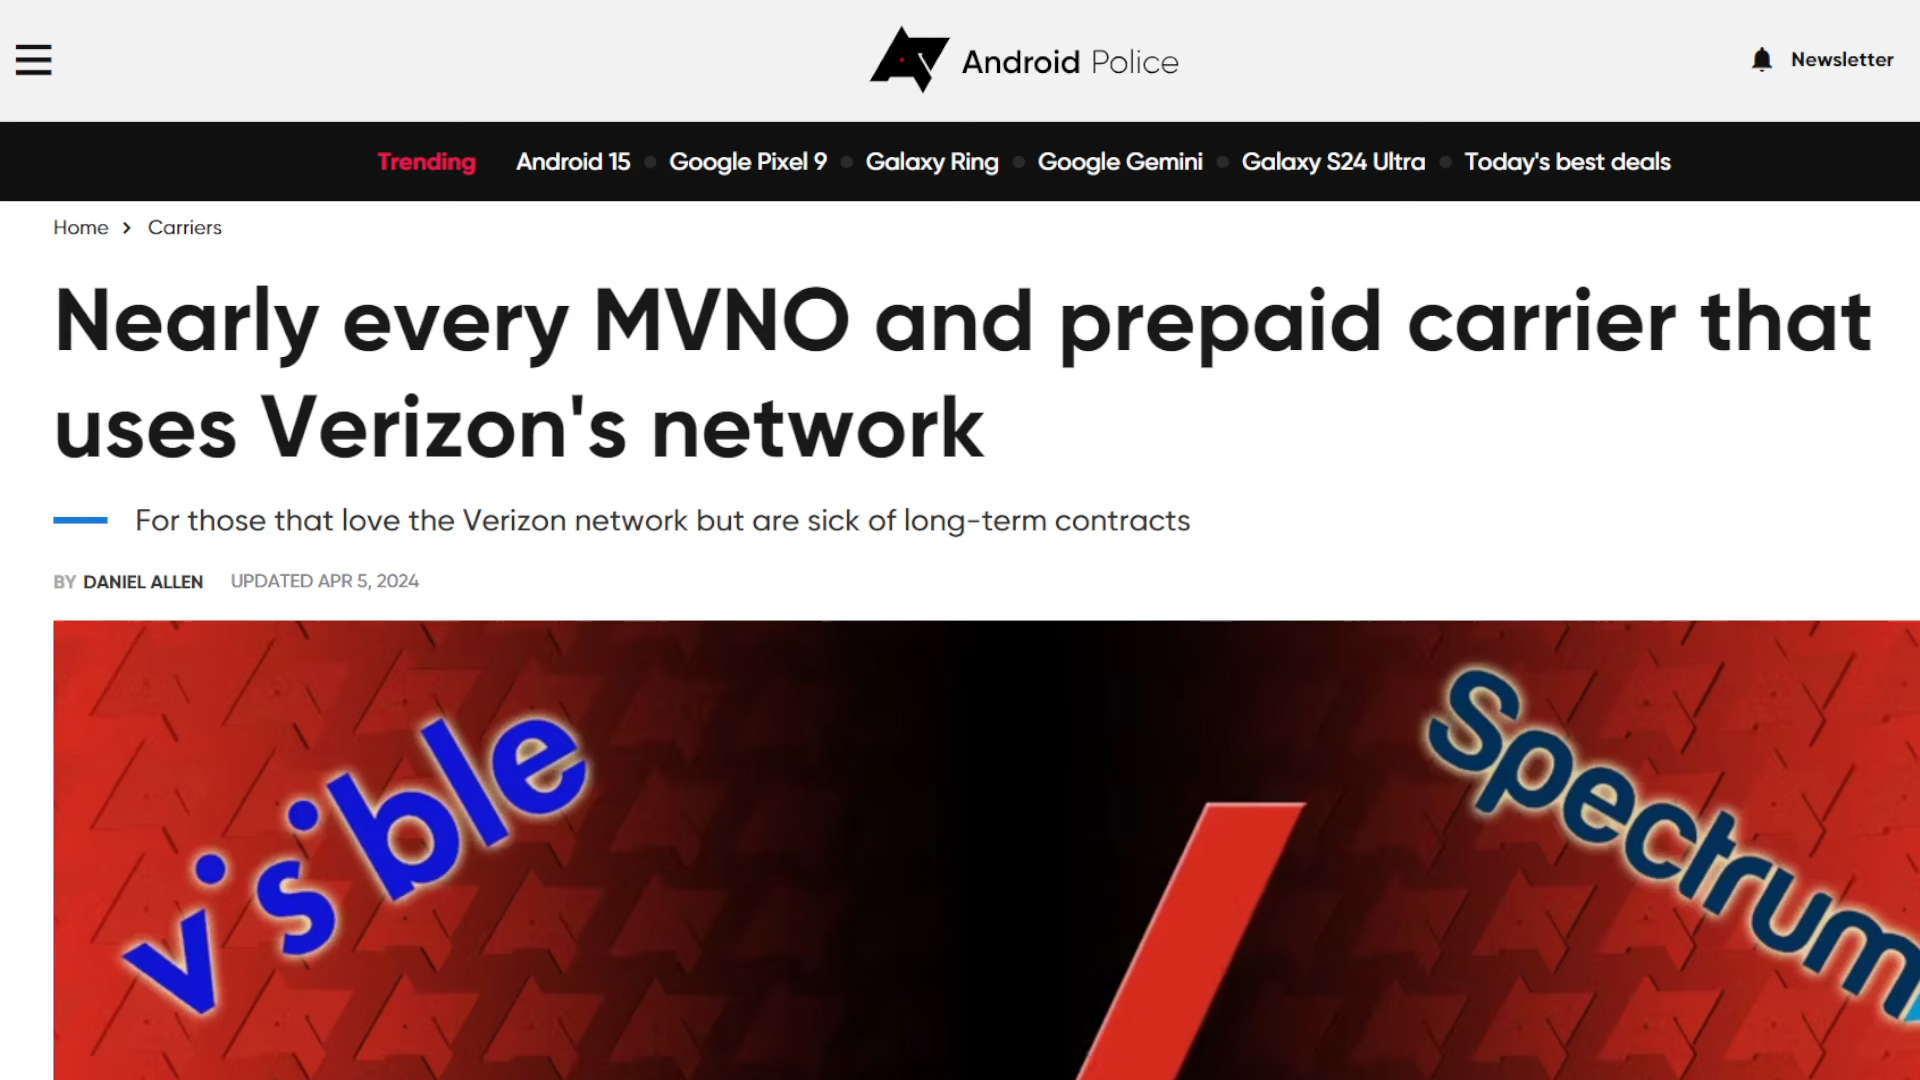 Android Police
Newsletter
Trending Android 15 Google Pixel 9 Galaxy Ring Google Gemini Galaxy S24 Ultra Today's best deals
Home > Carriers
Nearly every MVNO and prepaid carrier that
uses Verizon's network
For those that love the Verizon network but are sick of long-term contracts
BY DANIEL ALLEN UPDATED APR 5, 2024
visible
Spectrum